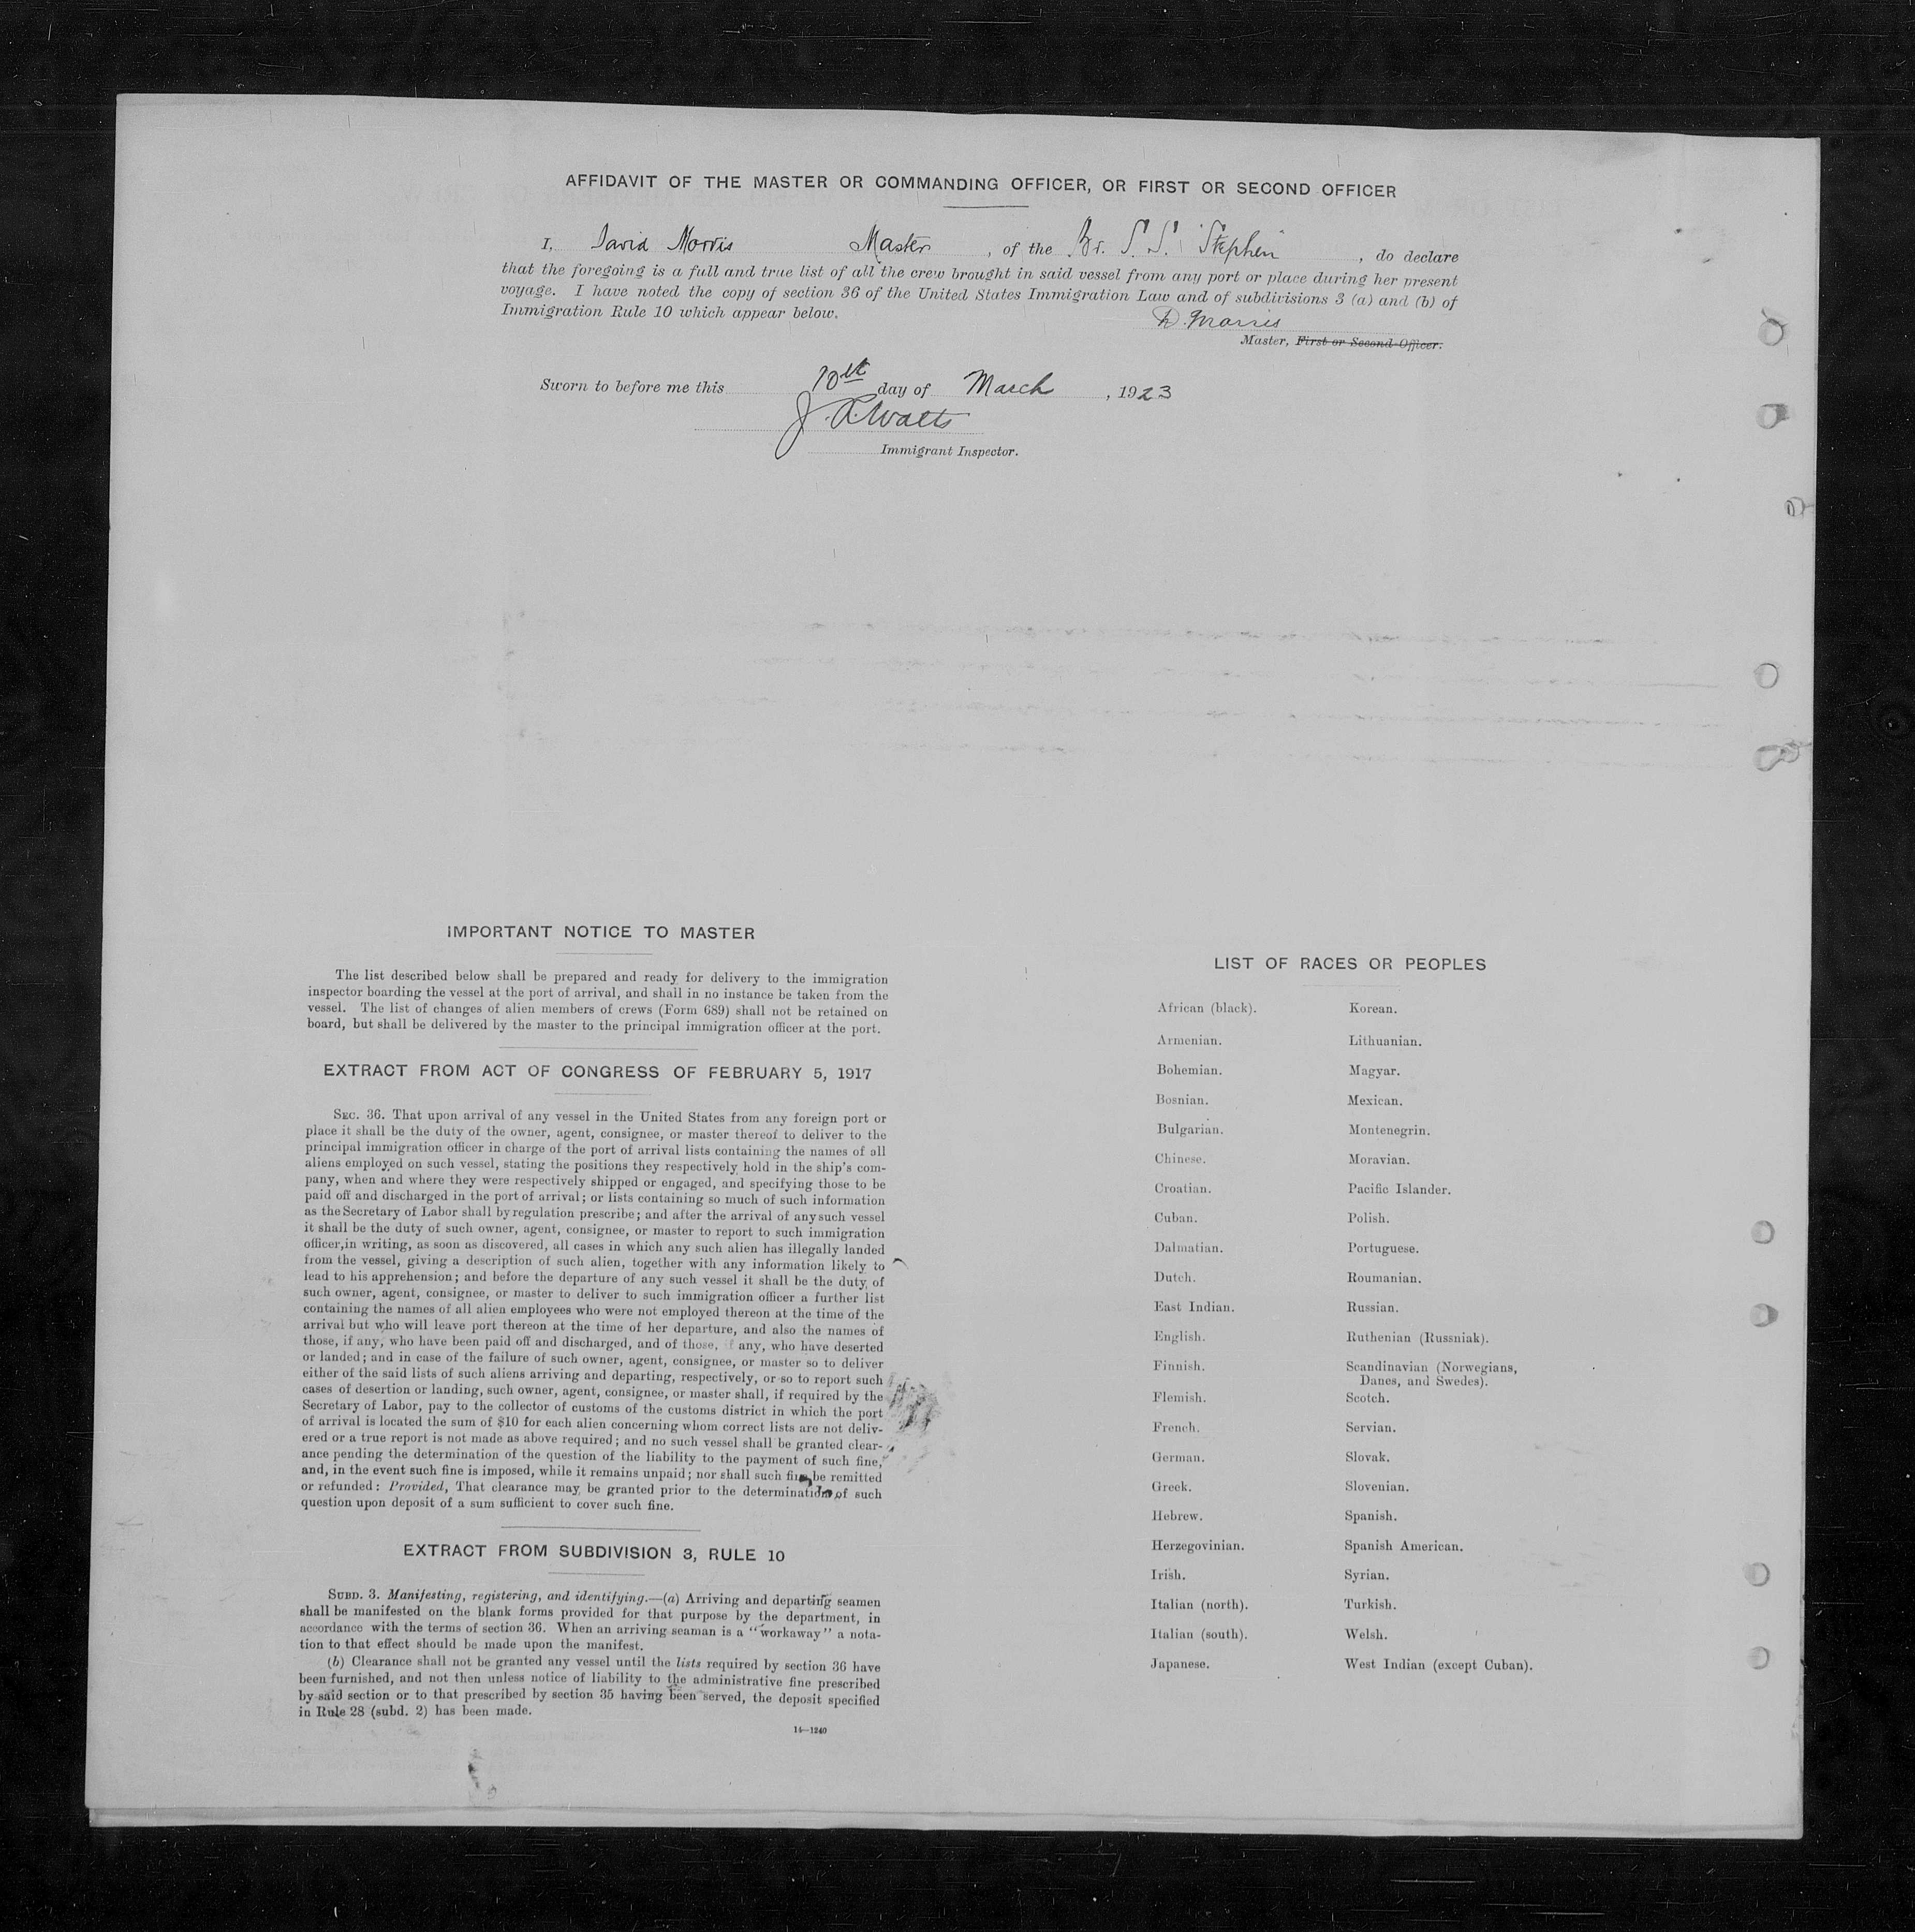 AFFIDAVIT OF THE MASTER OR COMMANDING OFFICER, OR FIRST OR SECOND OFFICER
I, David Morris Master, of the Br. S.S. "Stephen", do declare
that the foregoing is a full and true list of all the crew brought in said vessel from any port or place during her present
voyage. I have noted the copy of section 36 of the United States Immigration Law and of subdivisions 3 (a) and (b) of
Immigration Rule 10 which appear below.
D. Morris
Master, First or Second Officer.
Sworn to before me this 10th day of March, 1923
Watts
Immigrant Inspector.
IMPORTANT NOTICE TO MASTER
The list described below shall be prepared and ready for delivery to the immigration
inspector boarding the vessel at the port of arrival, and shall in no instance be taken from the
vessel. The list of changes of alien members of crews (Form 689) shall not be retained on
board, but shall be delivered by the master to the principal immigration officer at the port.
EXTRACT FROM ACT OF CONGRESS OF FEBRUARY 5, 1917
SEC. 36. That upon arrival of any vessel in the United States from any foreign port or
place it shall be the duty of the owner, agent, consignee, or master thereof to deliver to the
principal immigration officer in charge of the port of arrival lists containing the names of all
aliens employed on such vessel, stating the positions they respectively hold in the ship's com-
pany, when and where they were respectively shipped or engaged, and specifying those to be
paid off and discharged in the port of arrival; or lists containing so much of such information
as the Secretary of Labor shall by regulation prescribe; and after the arrival of any such vessel
it shall be the duty of such owner, agent, consignee, or master to report to such immigration
officer, in writing, as soon as discovered, all cases in which any such alien has illegally landed
from the vessel, giving a description of such alien, together with any information likely to
lead to his apprehension; and before the departure of any such vessel it shall be the duty of
such owner, agent, consignee, or master to deliver to such immigration officer a further list
containing the names of all alien employees who were not employed thereon at the time of the
arrival but who will leave port thereon at the time of her departure, and also the names of
those, if any, who have been paid off and discharged, and of those, if any, who have deserted
or landed; and in case of the failure of such owner, agent, consignee, or master so to deliver
either of the said lists of such aliens arriving and departing, respectively, or so to report such
cases of desertion or landing, such owner, agent, consignee, or master shall, if required by the
Secretary of Labor, pay to the collector of customs of the customs district in which the port
of arrival is located the sum of $10 for each alien concerning whom correct lists are not deliv-
ered or a true report is not made as above required; and no such vessel shall be granted clear-
ance pending the determination of the question of the liability to the payment of such fine,
and, in the event such fine is imposed, while it remains unpaid; nor shall such fine be remitted
or refunded: Provided, That clearance may be granted prior to the determination of such
question upon deposit of a sum sufficient to cover such fine.
EXTRACT FROM SUBDIVISION 3, RULE 10
SUBD. 3. Manifesting, registering, and identifying.—(a) Arriving and departing seamen
shall be manifested on the blank forms provided for that purpose by the department, in
accordance with the terms of section 36. When an arriving seaman is a "workaway" a nota-
tion to that effect should be made upon the manifest.
(b) Clearance shall not be granted any vessel until the lists required by section 36 have
been furnished, and not then unless notice of liability to the administrative fine prescribed
by said section or to that prescribed by section 35 having been served, the deposit specified
in Rule 28 (subd. 2) has been made.
14—1240
LIST OF RACES OR PEOPLES
African (black).
Armenian.
Bohemian.
Bosnian.
Bulgarian.
Chinese.
Croatian.
Cuban.
Dalmatian.
Dutch.
East Indian.
English.
Finnish.
Flemish.
French.
German.
Greek.
Hebrew.
Herzegovinian.
Irish.
Italian (north).
Italian (south).
Japanese.
Korean.
Lithuanian.
Magyar.
Mexican.
Montenegrin.
Moravian.
Pacific Islander.
Polish.
Portuguese.
Roumanian.
Russian.
Ruthenian (Russniak).
Scandinavian (Norwegians,
Danes, and Swedes).
Scotch.
Servian.
Slovak.
Slovenian.
Spanish.
Spanish American.
Syrian.
Turkish.
Welsh.
West Indian (except Cuban).